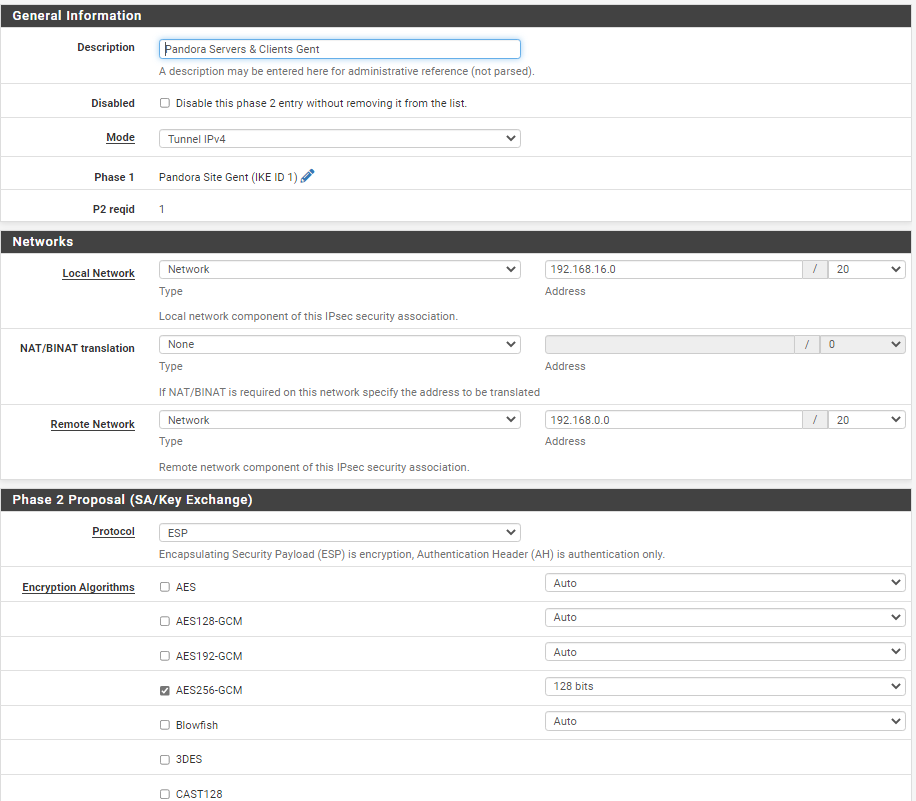 General Information
Description Pandora Servers & Clients Gent
A description may be entered here for administrative reference (not parsed).
Disabled Disable this phase 2 entry without removing it from the list.
Mode Tunnel IPv4
Phase 1 Pandora Site Gent (IKE ID 1)
P2 reqid 1
Networks
Local Network Network 192.168.16.0 / 20
Type Address
Local network component of this IPsec security association.
NAT/BINAT translation None / 0
Type Address
If NAT/BINAT is required on this network specify the address to be translated
Remote Network Network 192.168.0.0 / 20
Type Address
Remote network component of this IPsec security association.
Phase 2 Proposal (SA/Key Exchange)
Protocol ESP
Encapsulating Security Payload (ESP) is encryption, Authentication Header (AH) is authentication only.
Encryption Algorithms AES Auto
AES128-GCM Auto
AES192-GCM Auto
AES256-GCM 128 bits
Blowfish Auto
3DES
CAST128